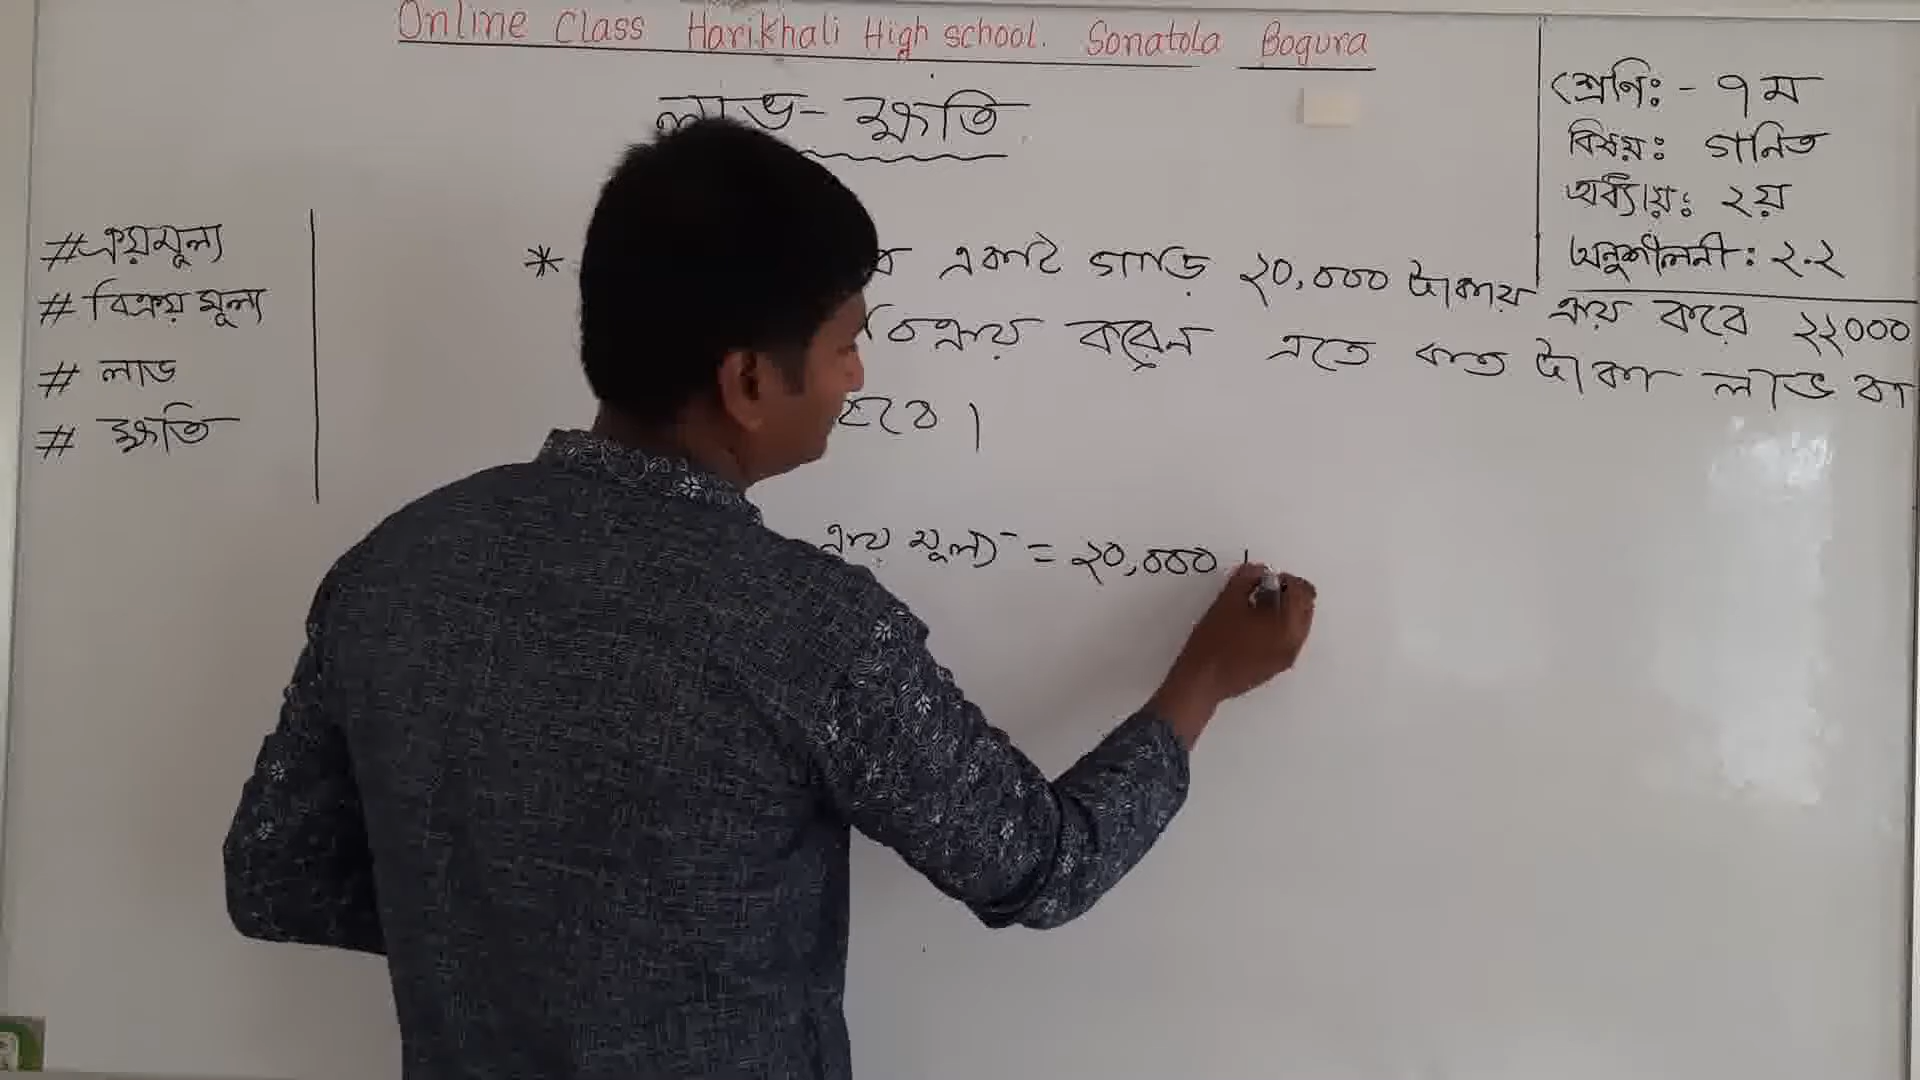 Online Class Harikhali High school. Sonatola Bogura
লাভ- ক্ষতি
শ্রেণিঃ - ৭ম
বিষয়ঃ গনিত
অধ্যায়ঃ ২য়
অনুশীলনী: ২.২
#ক্রয়মূল্য
# বিক্রয় মূল্য
# লাভ
# ক্ষতি
* একটি গাড়ি ২০,০০০ টাকায় ক্রয় করে ২২০০০
বিক্রয় করেন এতে কত টাকা লাভ বা
হবে।
ক্রয় মূল্য = ২০,০০০